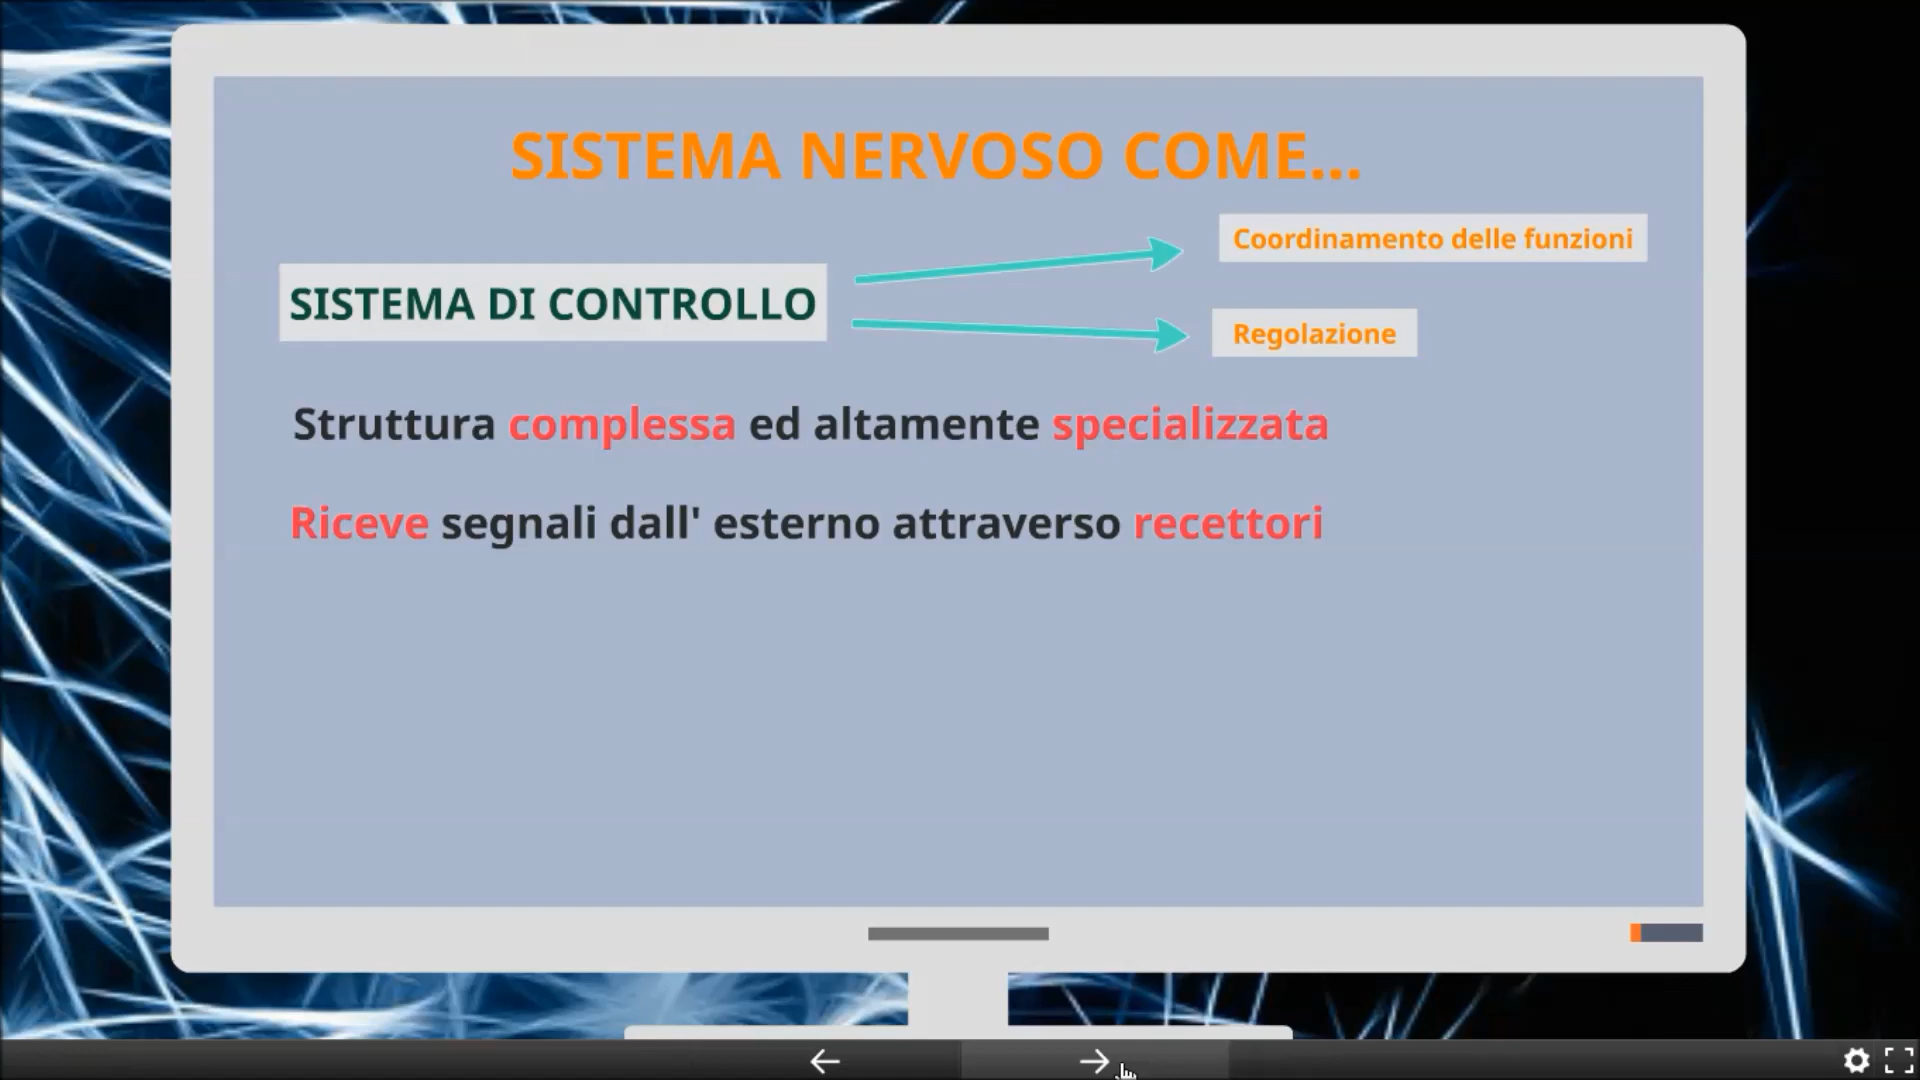 SISTEMA NERVOSO COME...
Coordinamento delle funzioni
SISTEMA DI CONTROLLO
Regolazione
Struttura complessa ed altamente specializzata
Riceve segnali dall' esterno attraverso recettori